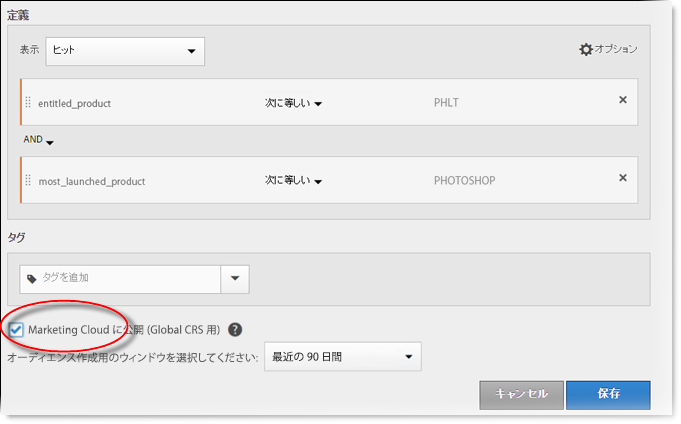 定義
表示 ヒット オプション
entitled_product 次に等しい PHLT
AND
most_launched_product 次に等しい PHOTOSHOP
タグ
タグを追加
Marketing Cloud に公開 (Global CRS 用) ?
オーディエンス作成用のウィンドウを選択してください: 最近の 90 日間
キャンセル 保存